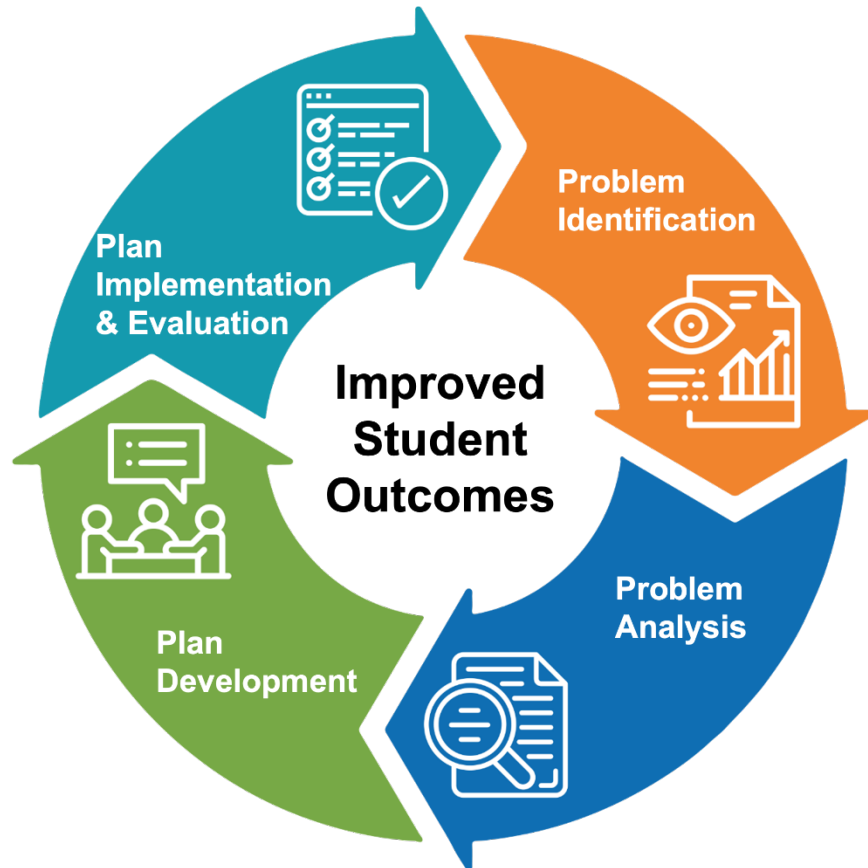 Problem
Identification
Problem
Analysis
Plan
Development
Plan
Implementation
& Evaluation
Improved
Student
Outcomes